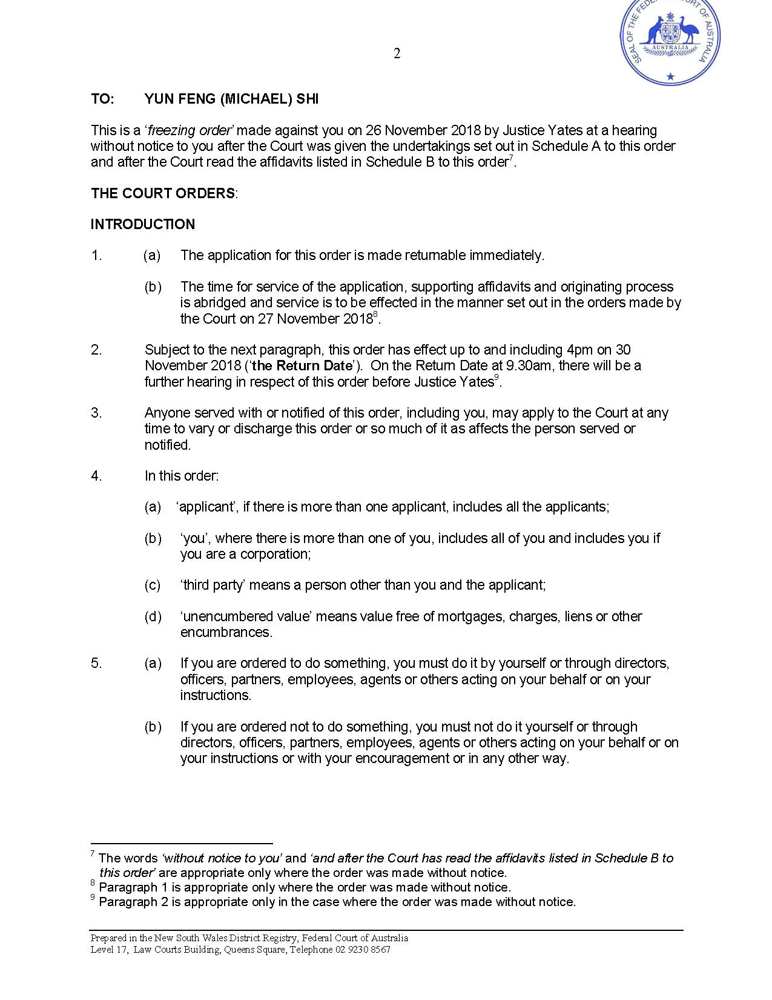 SEAL OF THE FEDERAL COURT OF AUSTRALIA
AUSTRALIA
2
TO: YUN FENG (MICHAEL) SHI
This is a ‘freezing order’ made against you on 26 November 2018 by Justice Yates at a hearing
without notice to you after the Court was given the undertakings set out in Schedule A to this order
and after the Court read the affidavits listed in Schedule B to this order7.
THE COURT ORDERS:
INTRODUCTION
1. (a) The application for this order is made returnable immediately.
(b) The time for service of the application, supporting affidavits and originating process
is abridged and service is to be effected in the manner set out in the orders made by
the Court on 27 November 20188.
2. Subject to the next paragraph, this order has effect up to and including 4pm on 30
November 2018 (‘the Return Date’). On the Return Date at 9.30am, there will be a
further hearing in respect of this order before Justice Yates9.
3. Anyone served with or notified of this order, including you, may apply to the Court at any
time to vary or discharge this order or so much of it as affects the person served or
notified.
4. In this order:
(a) ‘applicant’, if there is more than one applicant, includes all the applicants;
(b) ‘you’, where there is more than one of you, includes all of you and includes you if
you are a corporation;
(c) ‘third party’ means a person other than you and the applicant;
(d) ‘unencumbered value’ means value free of mortgages, charges, liens or other
encumbrances.
5. (a) If you are ordered to do something, you must do it by yourself or through directors,
officers, partners, employees, agents or others acting on your behalf or on your
instructions.
(b) If you are ordered not to do something, you must not do it yourself or through
directors, officers, partners, employees, agents or others acting on your behalf or on
your instructions or with your encouragement or in any other way.
7 The words ‘without notice to you’ and ‘and after the Court has read the affidavits listed in Schedule B to
this order’ are appropriate only where the order was made without notice.
8 Paragraph 1 is appropriate only where the order was made without notice.
9 Paragraph 2 is appropriate only in the case where the order was made without notice.
Prepared in the New South Wales District Registry, Federal Court of Australia
Level 17, Law Courts Building, Queens Square, Telephone 02 9230 8567